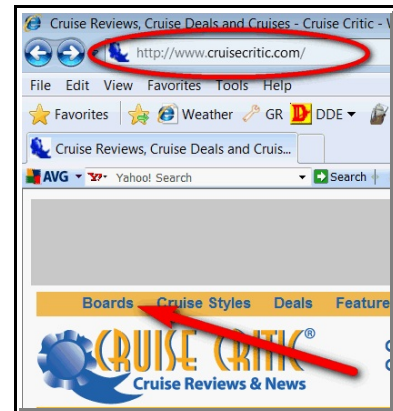 Cruise Reviews, Cruise Deals and Cruises - Cruise Critic -
http://www.cruisecritic.com/
File Edit View Favorites Tools Help
Favorites Weather GR D DDE
Cruise Reviews, Cruise Deals and Cruis...
AVG Y? Yahoo! Search Search
Boards Cruise Styles Deals Feature
CRUISE CRITIC®
Cruise Reviews & News